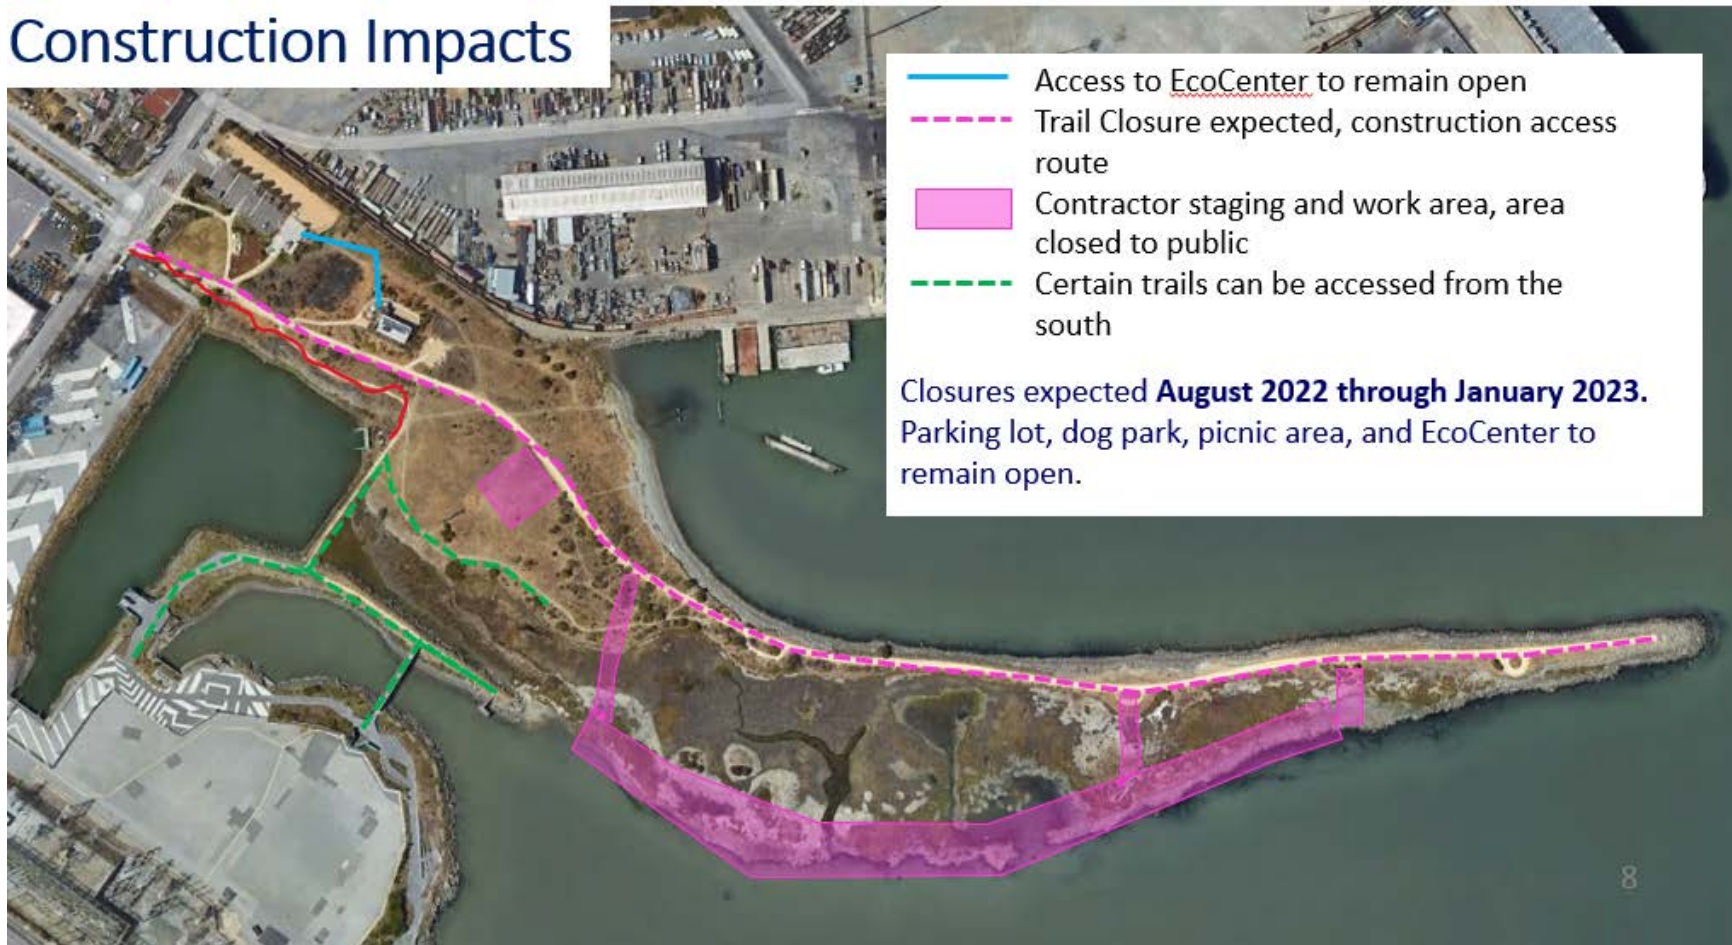 Construction Impacts
Access to EcoCenter to remain open
Trail Closure expected, construction access
route
Contractor staging and work area, area
closed to public
Certain trails can be accessed from the
south
Closures expected August 2022 through January 2023.
Parking lot, dog park, picnic area, and EcoCenter to
remain open.
8